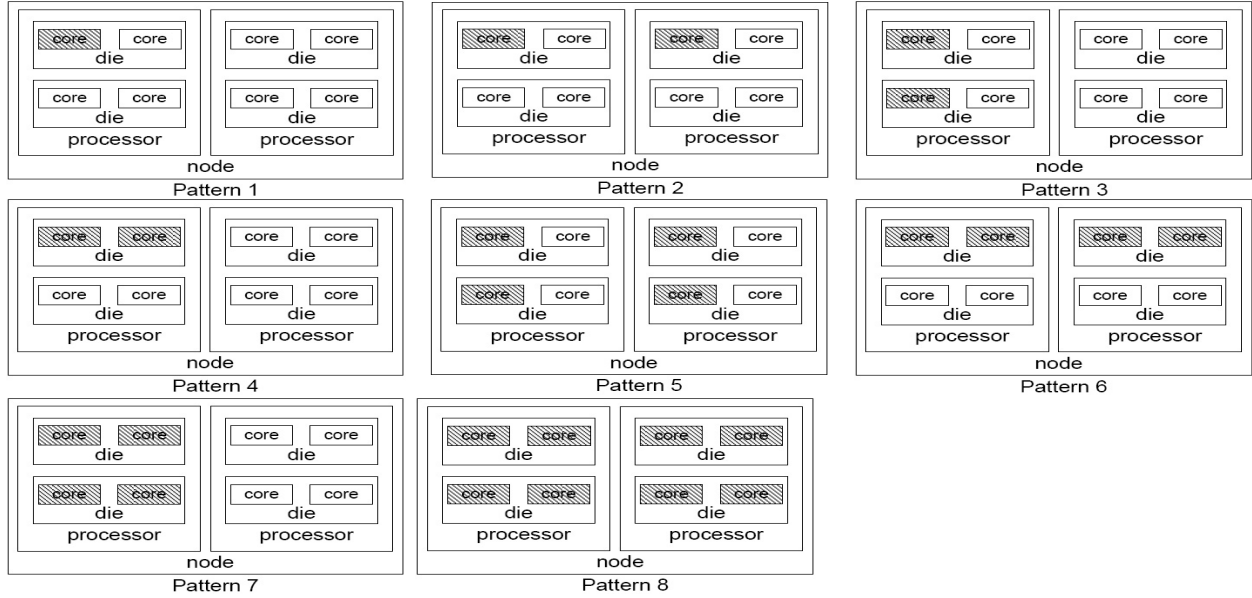 core core core core
die die
core core core core
die die
processor processor
node
Pattern 1
core core core core
die die
core core core core
die die
processor processor
node
Pattern 2
core core core core
die die
core core core core
die die
processor processor
node
Pattern 3
core core core core
die die
core core core core
die die
processor processor
node
Pattern 4
core core core core
die die
core core core core
die die
processor processor
node
Pattern 5
core core core core
die die
core core core core
die die
processor processor
node
Pattern 6
core core core core
die die
core core core core
die die
processor processor
node
Pattern 7
core core core core
die die
core core core core
die die
processor processor
node
Pattern 8